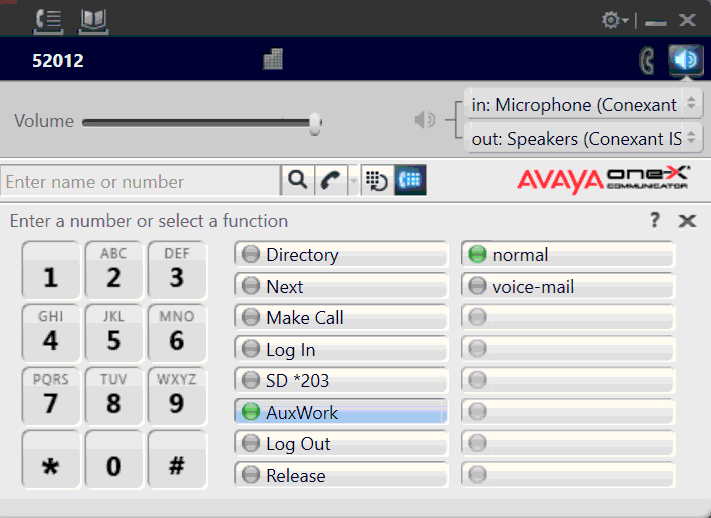 52012
Volume
in: Microphone (Conexant
out: Speakers (Conexant IS
Enter name or number
AVAYA one-X
COMMUNICATOR
Enter a number or select a function
?
1
ABC
2
DEF
3
GHI
4
JKL
5
MNO
6
PQRS
7
TUV
8
WXYZ
9
*
0
#
Directory
Next
Make Call
Log In
SD *203
AuxWork
Log Out
Release
normal
voice-mail